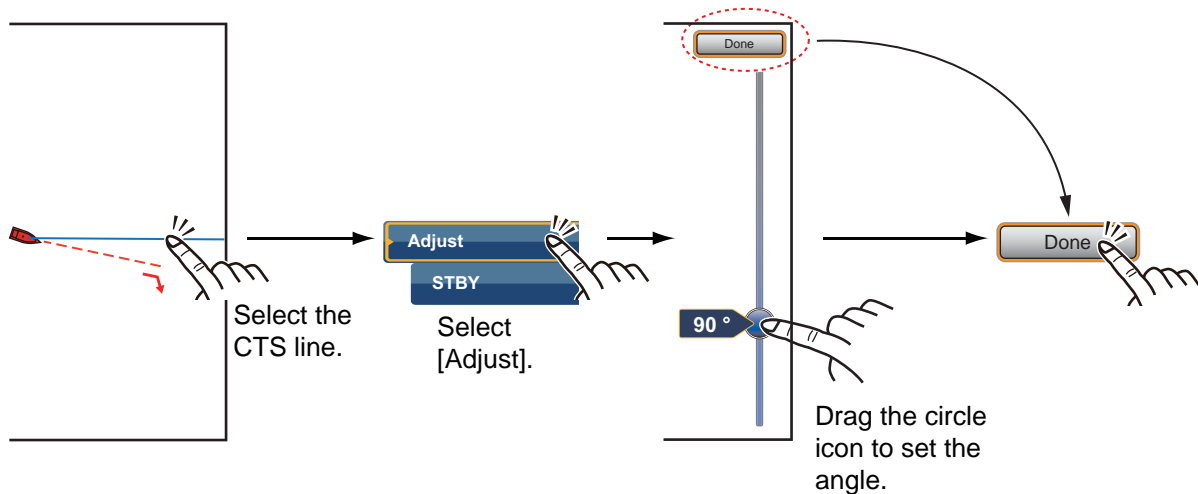 Select the
CTS line.
Adjust
STBY
Select
[Adjust].
Done
90 °
Drag the circle
icon to set the
angle.
Done